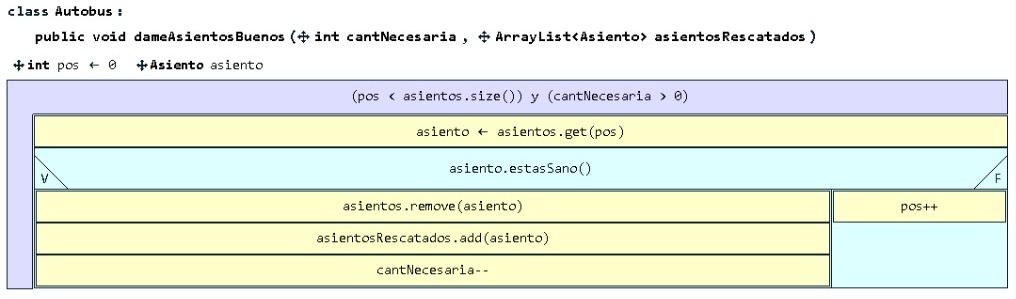 class Autobus:
public void dameAsientosBuenos(✢ int cantNecesaria, ✢ ArrayList<Asiento> asientosRescatados)
✢ int pos ← 0 ✢ Asiento asiento
(pos < asientos.size()) y (cantNecesaria > 0)
asiento ← asientos.get(pos)
asiento.estasSano()
V
F
asientos.remove(asiento)
pos++
asientosRescatados.add(asiento)
cantNecesaria--